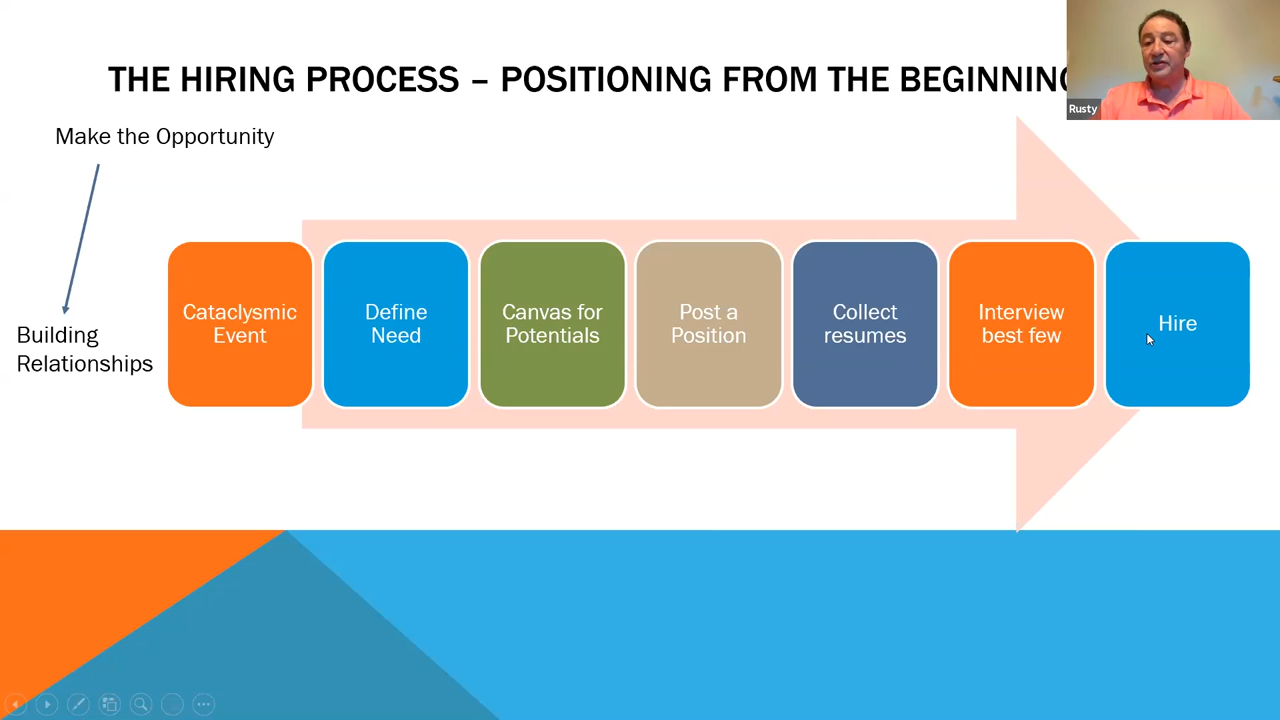 THE HIRING PROCESS – POSITIONING FROM THE BEGINNING
Rusty
Make the Opportunity
Building
Relationships
Cataclysmic
Event
Define
Need
Canvas for
Potentials
Post a
Position
Collect
resumes
Interview
best few
Hire